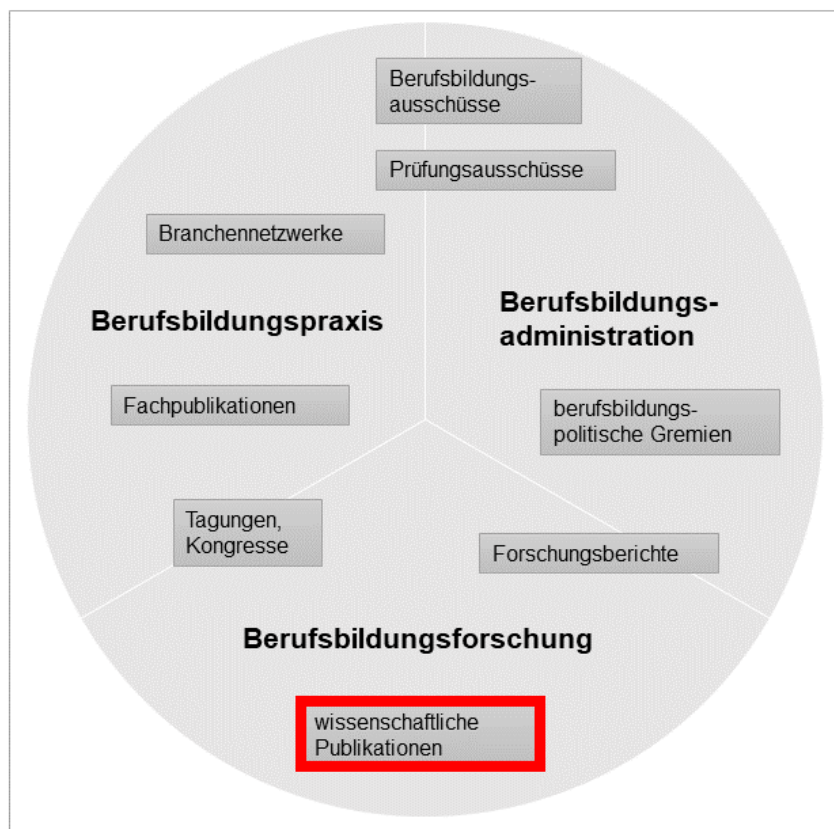 Berufsbildungs-
ausschüsse
Prüfungsausschüsse
Branchennetzwerke
Berufsbildungspraxis
Berufsbildungs-
administration
Fachpublikationen
berufsbildungs-
politische Gremien
Tagungen,
Kongresse
Forschungsberichte
Berufsbildungsforschung
wissenschaftliche
Publikationen